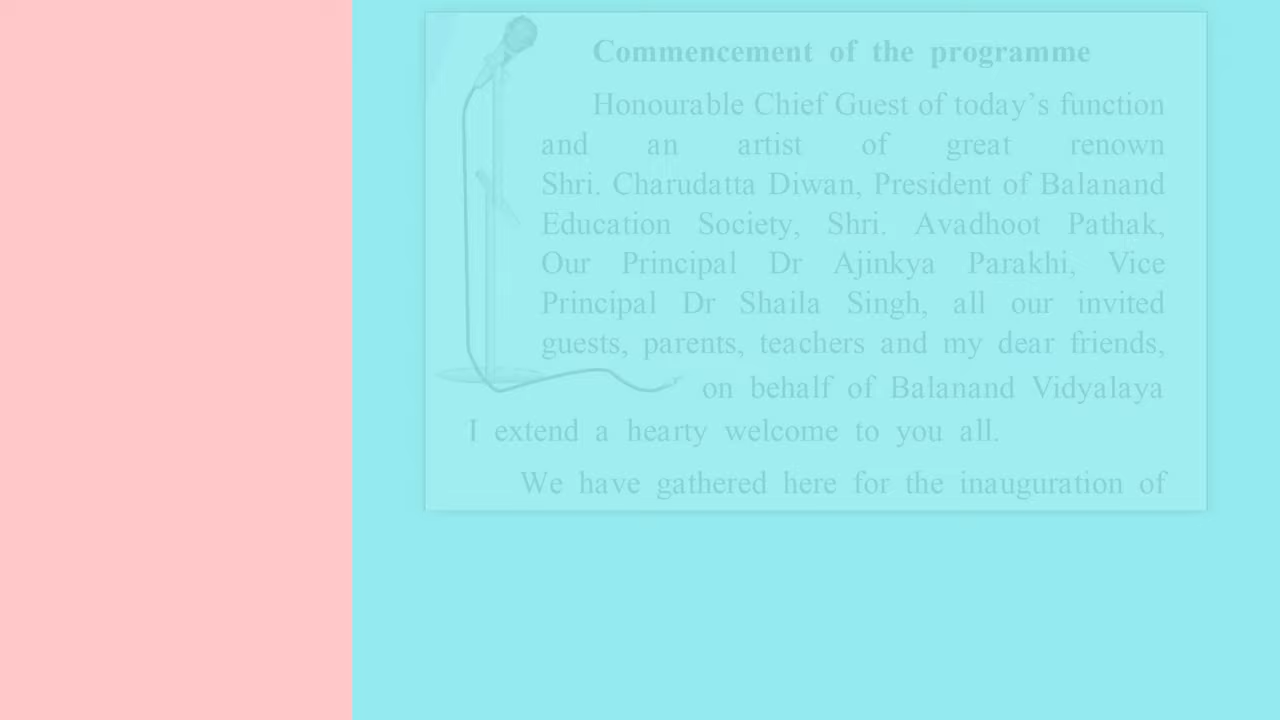 Commencement of the programme
Honourable Chief Guest of today’s function
and an artist of great renown
Shri. Charudatta Diwan, President of Balanand
Education Society, Shri. Avadhoot Pathak,
Our Principal Dr Ajinkya Parakhi, Vice
Principal Dr Shaila Singh, all our invited
guests, parents, teachers and my dear friends,
on behalf of Balanand Vidyalaya
I extend a hearty welcome to you all.
We have gathered here for the inauguration of